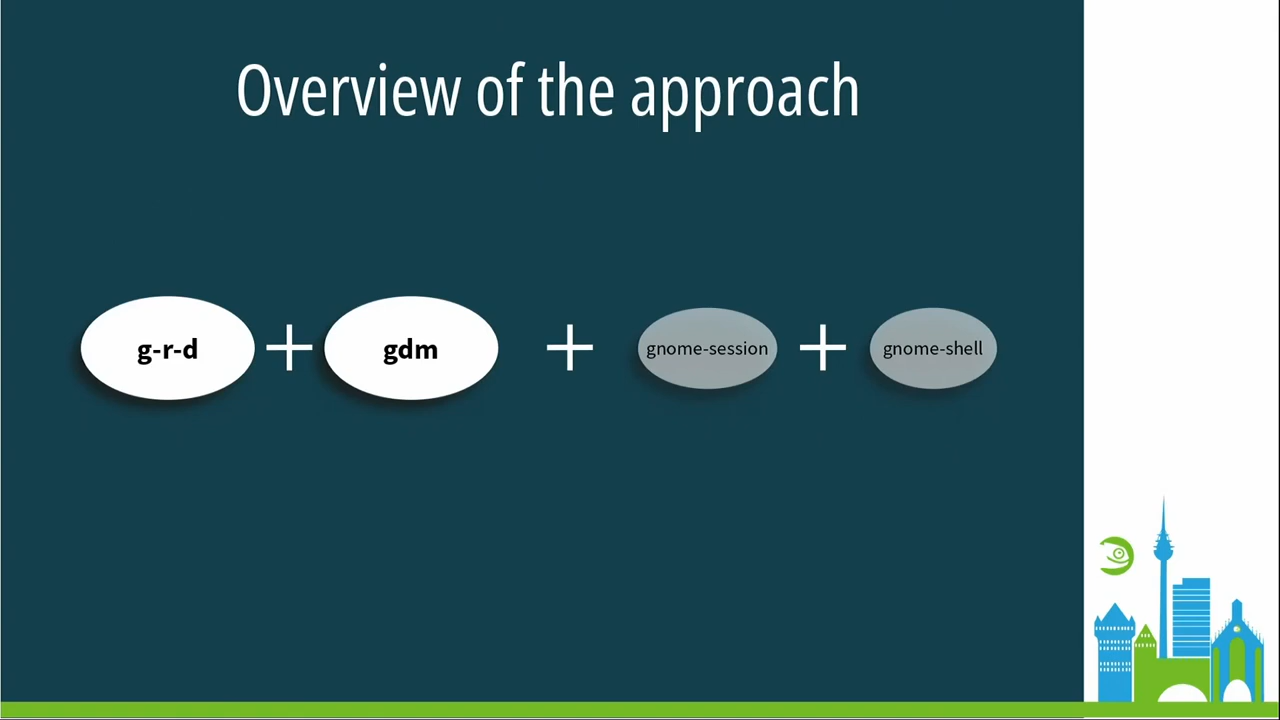 Overview of the approach
g-r-d + gdm + gnome-session + gnome-shell